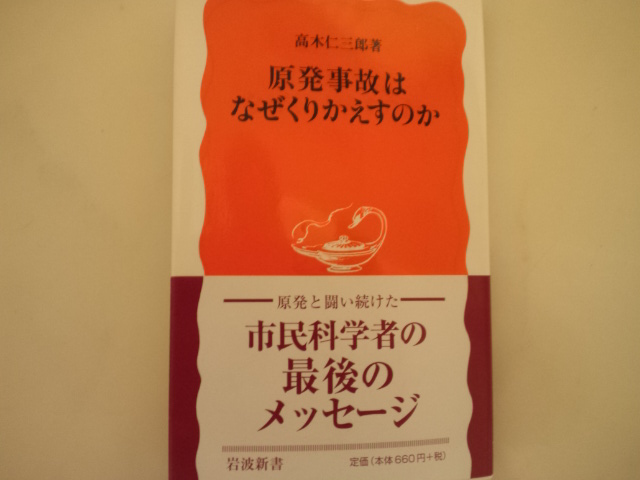 高木仁三郎著
原発事故は
なぜくりかえすのか
原発と闘い続けた
市民科学者の
最後の
メッセージ
岩波新書
定価(本体660円+税)